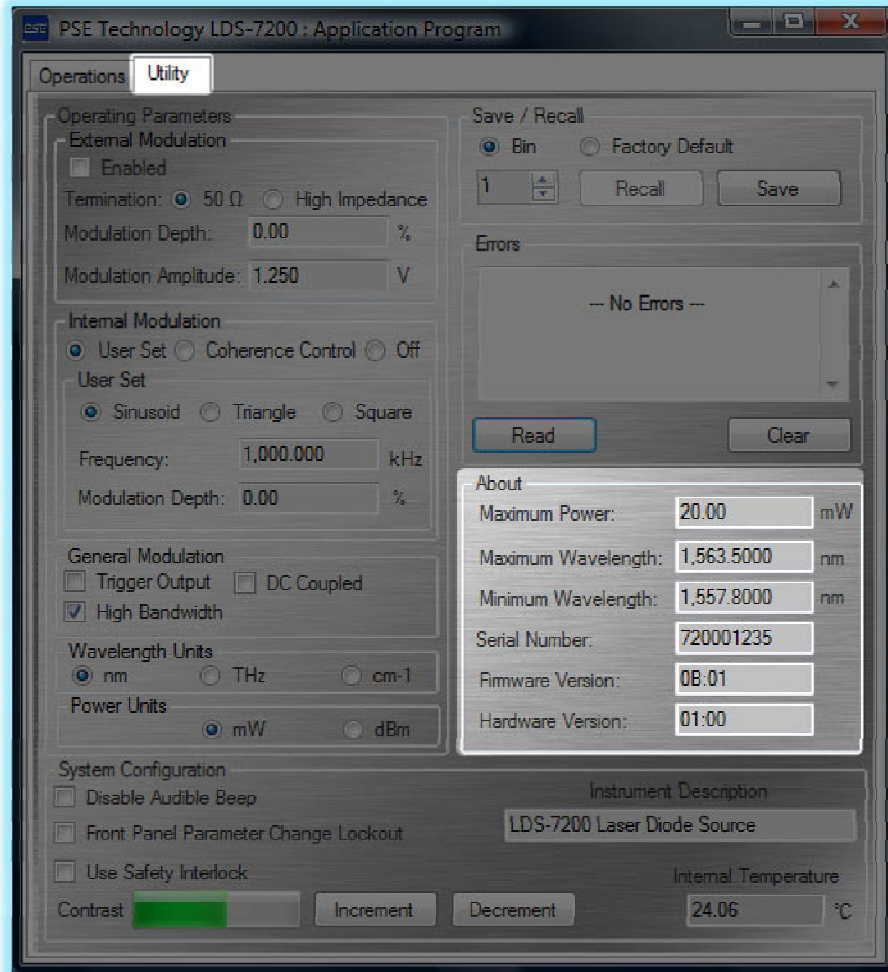 PSE PSE Technology LDS-7200 : Application Program
Operations Utility
Operating Parameters
External Modulation
Enabled
Termination: 50 Ω High Impedance
Modulation Depth: 0.00 %
Modulation Amplitude: 1.250 V
Internal Modulation
User Set Coherence Control Off
User Set
Sinusoid Triangle Square
Frequency: 1,000.000 kHz
Modulation Depth: 0.00 %
General Modulation
Trigger Output DC Coupled
High Bandwidth
Wavelength Units
nm THz cm-1
Power Units
mW dBm
Save / Recall
Bin Factory Default
1 Recall Save
Errors
--- No Errors ---
Read Clear
About
Maximum Power: 20.00 mW
Maximum Wavelength: 1,563.5000 nm
Minimum Wavelength: 1,557.8000 nm
Serial Number: 720001235
Firmware Version: 0B:01
Hardware Version: 01:00
System Configuration
Disable Audible Beep
Front Panel Parameter Change Lockout
Use Safety Interlock
Contrast Increment Decrement
Instrument Description
LDS-7200 Laser Diode Source
Internal Temperature
24.06 °C